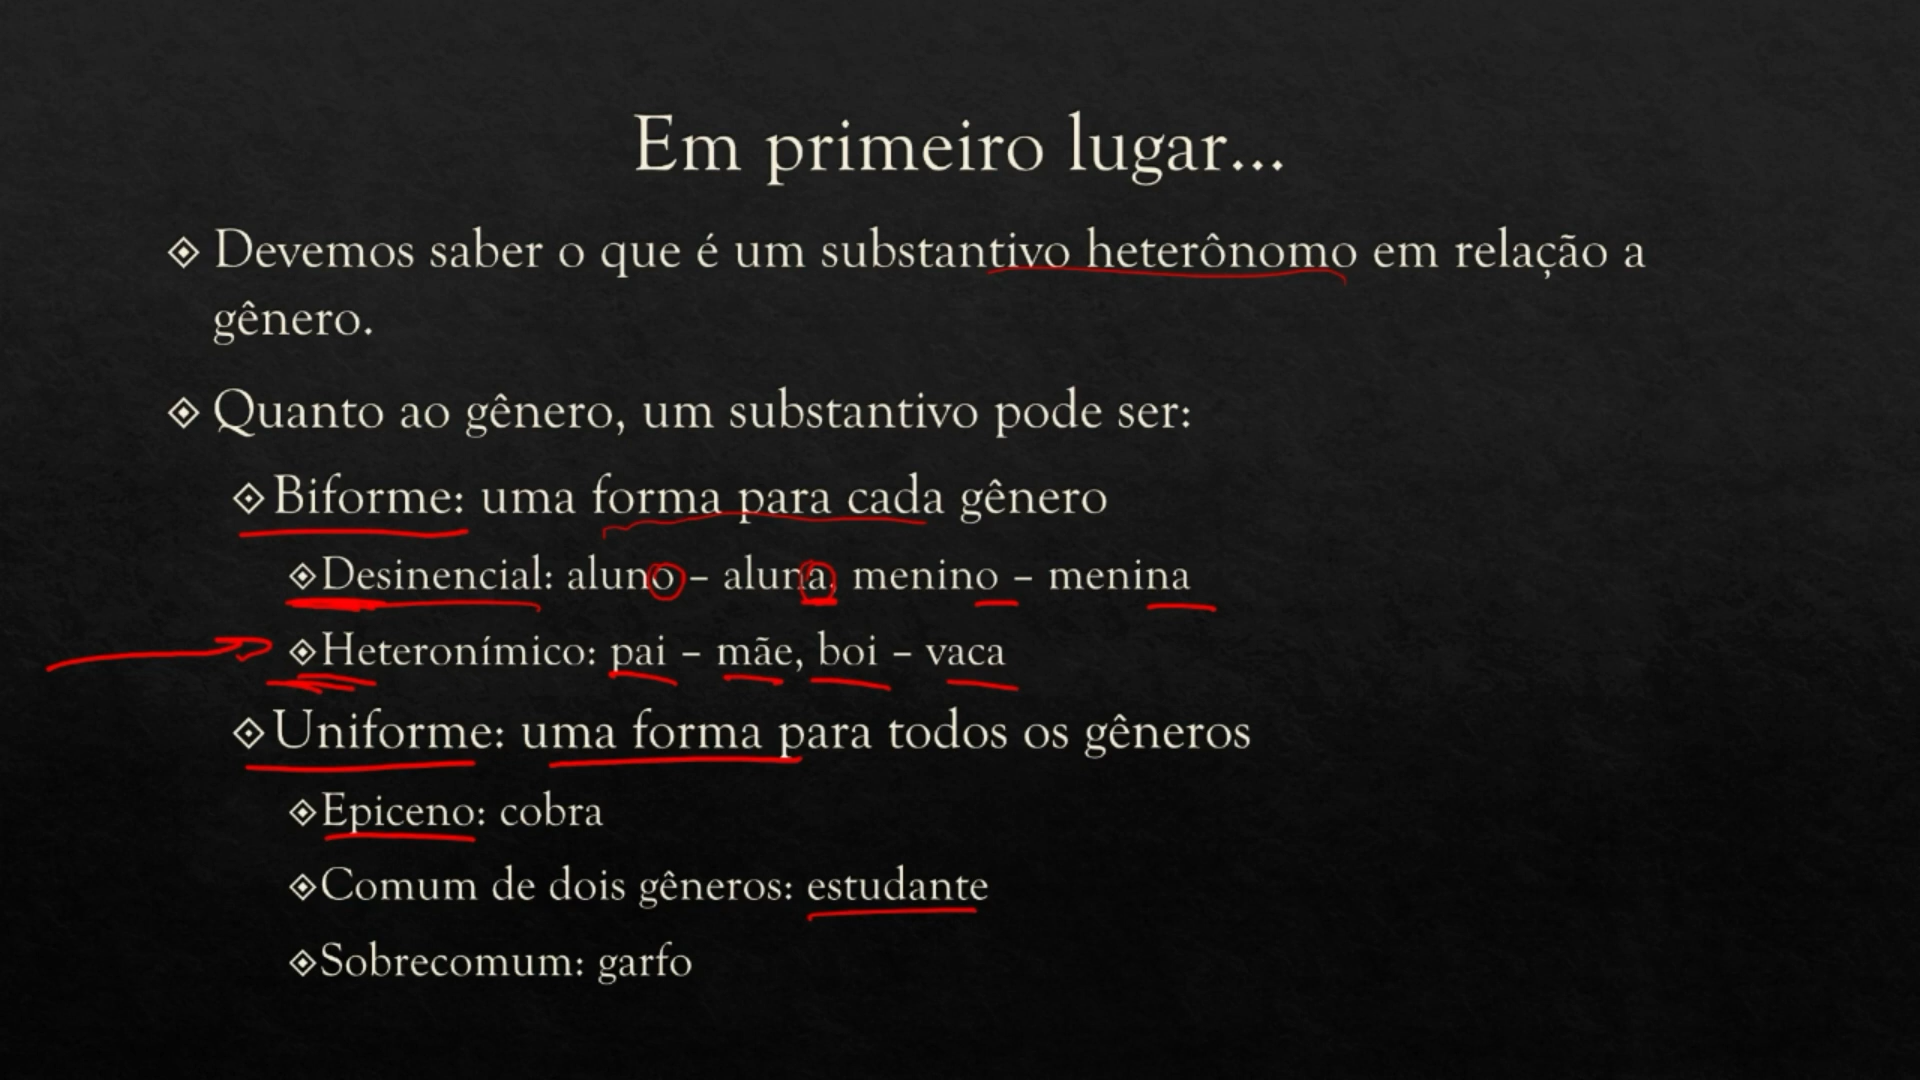 Em primeiro lugar...
Devemos saber o que é um substantivo heterônomo em relação a
gênero.
Quanto ao gênero, um substantivo pode ser:
Biforme: uma forma para cada gênero
Desinencial: aluno – aluna, menino – menina
Heteronímico: pai – mãe, boi – vaca
Uniforme: uma forma para todos os gêneros
Epiceno: cobra
Comum de dois gêneros: estudante
Sobrecomum: garfo